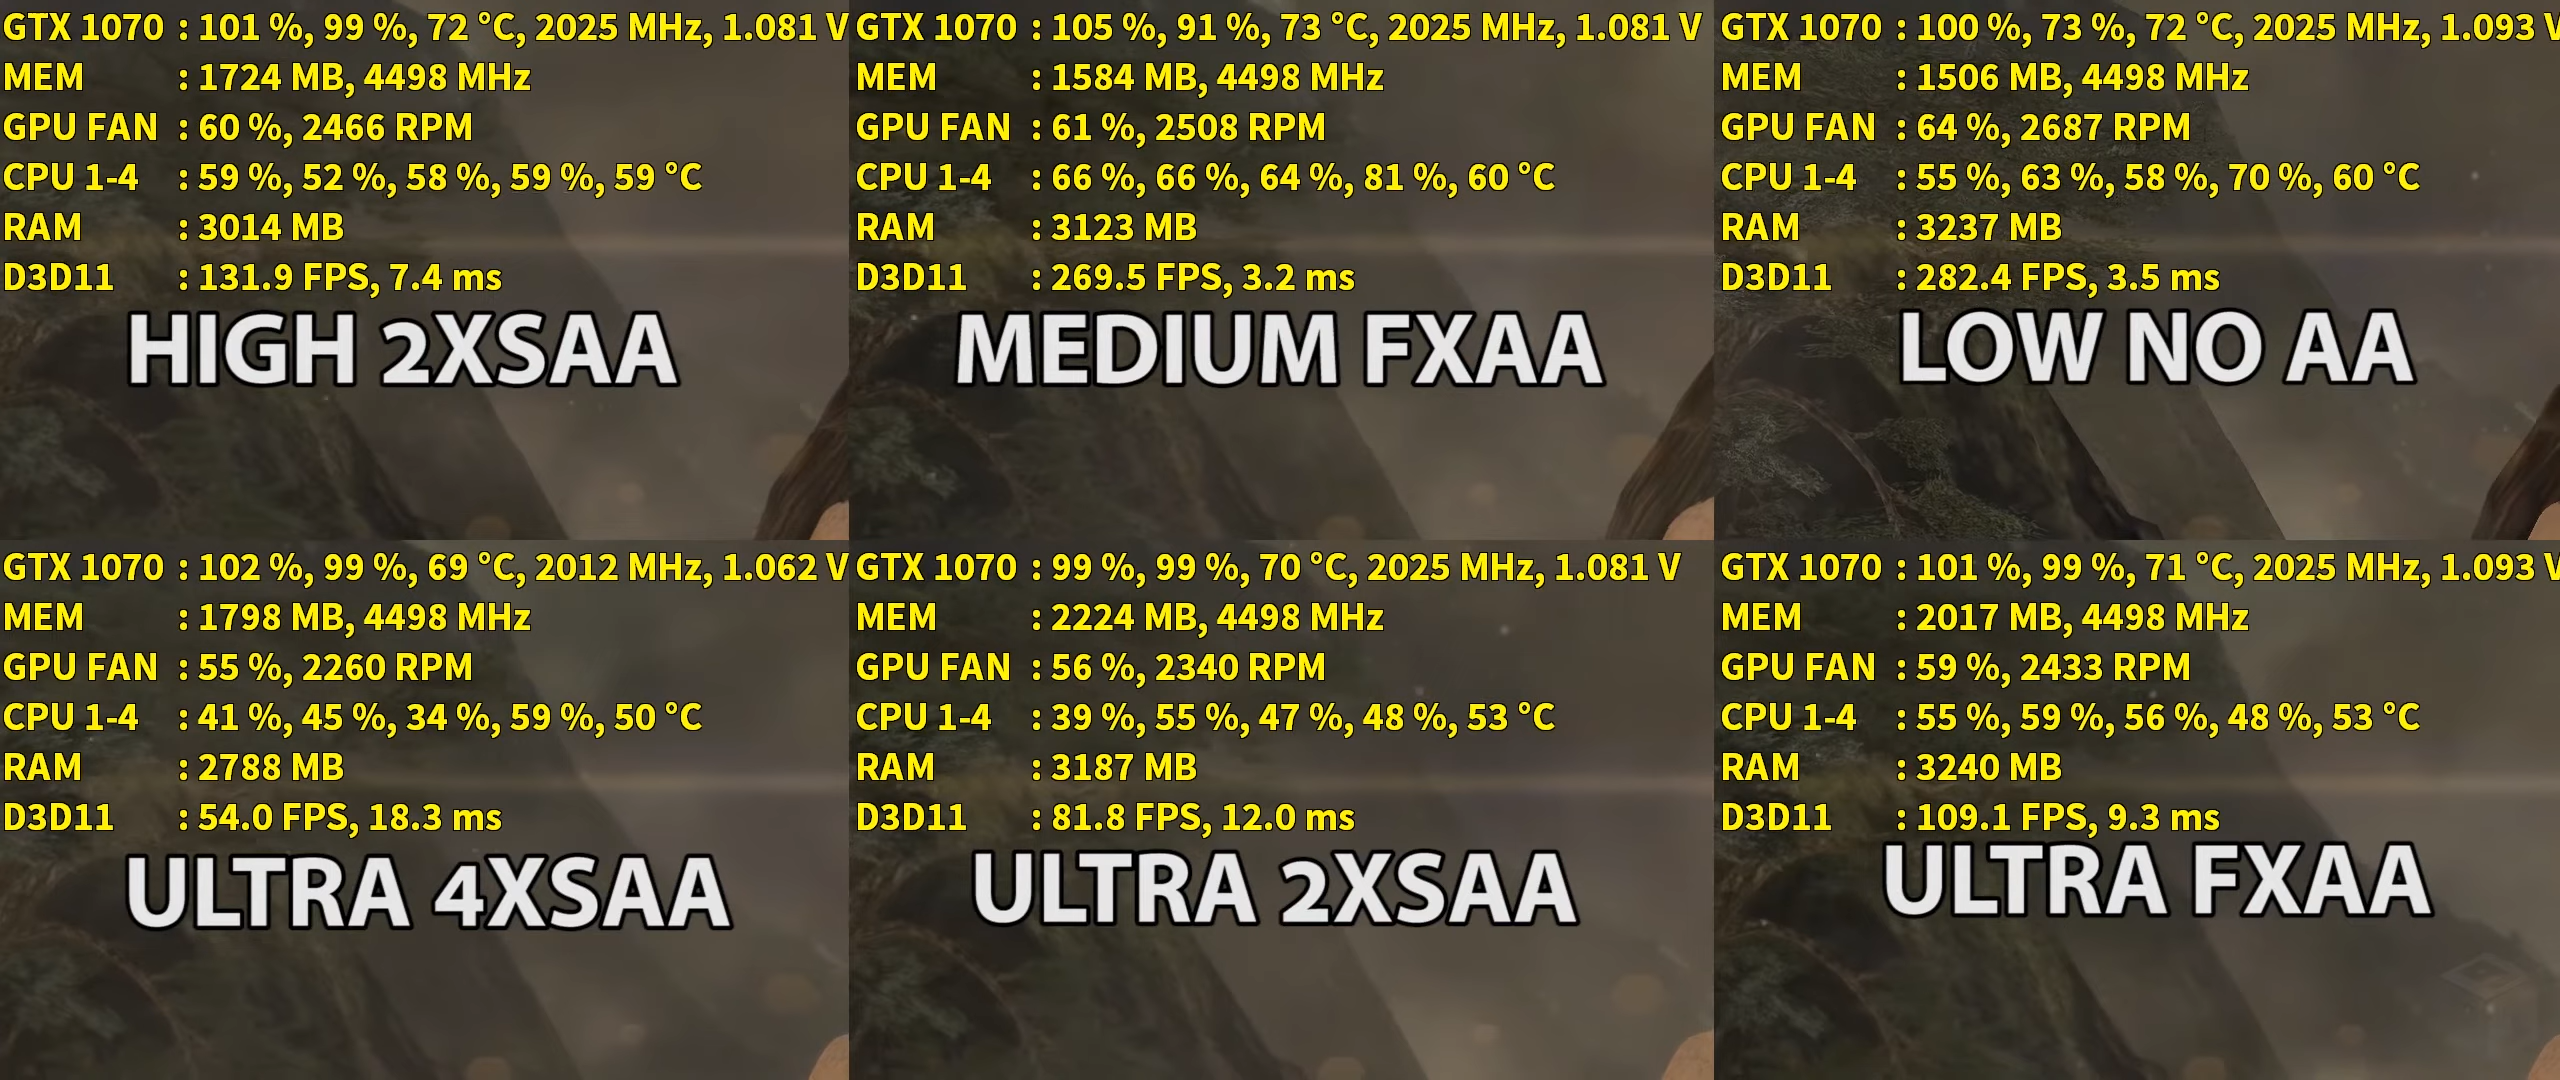 GTX 1070 : 101 %, 99 %, 72 °C, 2025 MHz, 1.081 V
MEM : 1724 MB, 4498 MHz
GPU FAN : 60 %, 2466 RPM
CPU 1-4 : 59 %, 52 %, 58 %, 59 %, 59 °C
RAM : 3014 MB
D3D11 : 131.9 FPS, 7.4 ms
HIGH 2XSAA
GTX 1070 : 105 %, 91 %, 73 °C, 2025 MHz, 1.081 V
MEM : 1584 MB, 4498 MHz
GPU FAN : 61 %, 2508 RPM
CPU 1-4 : 66 %, 66 %, 64 %, 81 %, 60 °C
RAM : 3123 MB
D3D11 : 269.5 FPS, 3.2 ms
MEDIUM FXAA
GTX 1070 : 100 %, 73 %, 72 °C, 2025 MHz, 1.093 V
MEM : 1506 MB, 4498 MHz
GPU FAN : 64 %, 2687 RPM
CPU 1-4 : 55 %, 63 %, 58 %, 70 %, 60 °C
RAM : 3237 MB
D3D11 : 282.4 FPS, 3.5 ms
LOW NO AA
GTX 1070 : 102 %, 99 %, 69 °C, 2012 MHz, 1.062 V
MEM : 1798 MB, 4498 MHz
GPU FAN : 55 %, 2260 RPM
CPU 1-4 : 41 %, 45 %, 34 %, 59 %, 50 °C
RAM : 2788 MB
D3D11 : 54.0 FPS, 18.3 ms
ULTRA 4XSAA
GTX 1070 : 99 %, 99 %, 70 °C, 2025 MHz, 1.081 V
MEM : 2224 MB, 4498 MHz
GPU FAN : 56 %, 2340 RPM
CPU 1-4 : 39 %, 55 %, 47 %, 48 %, 53 °C
RAM : 3187 MB
D3D11 : 81.8 FPS, 12.0 ms
ULTRA 2XSAA
GTX 1070 : 101 %, 99 %, 71 °C, 2025 MHz, 1.093 V
MEM : 2017 MB, 4498 MHz
GPU FAN : 59 %, 2433 RPM
CPU 1-4 : 55 %, 59 %, 56 %, 48 %, 53 °C
RAM : 3240 MB
D3D11 : 109.1 FPS, 9.3 ms
ULTRA FXAA